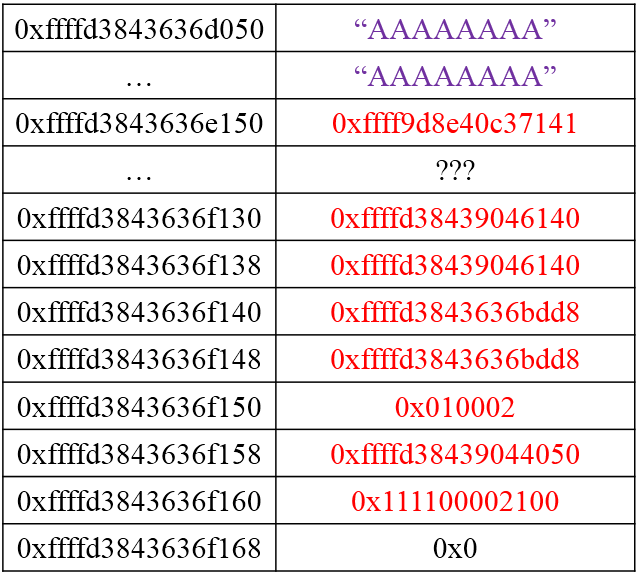 0xffffd3843636d050 “AAAAAAAA”
… “AAAAAAAA”
0xffffd3843636e150 0xffff9d8e40c37141
… ???
0xffffd3843636f130 0xffffd38439046140
0xffffd3843636f138 0xffffd38439046140
0xffffd3843636f140 0xffffd3843636bdd8
0xffffd3843636f148 0xffffd3843636bdd8
0xffffd3843636f150 0x010002
0xffffd3843636f158 0xffffd38439044050
0xffffd3843636f160 0x111100002100
0xffffd3843636f168 0x0